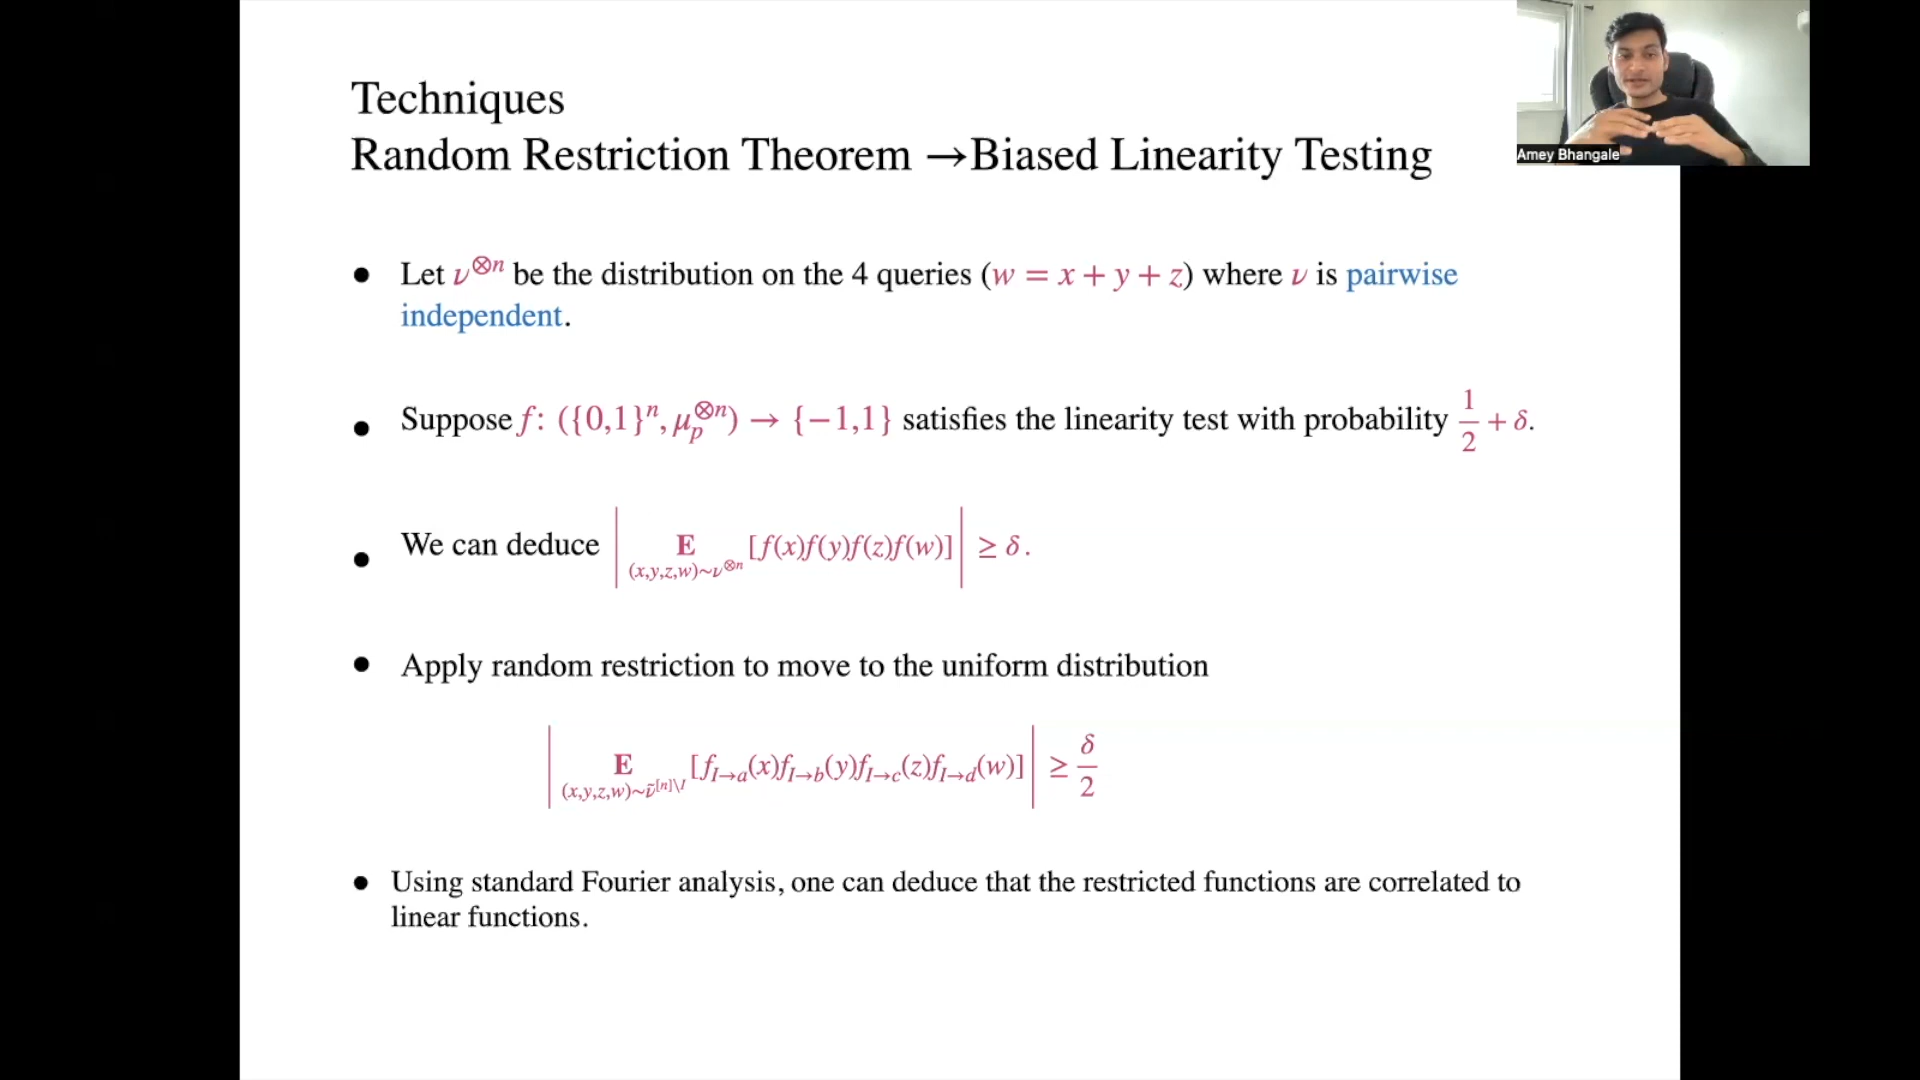 Techniques
Random Restriction Theorem →Biased Linearity Testing
Amey Bhangale
● Let ν^{⊗n} be the distribution on the 4 queries (w = x + y + z) where ν is pairwise
independent.
● Suppose f: ({0,1}^n, μ_p^{⊗n}) → {−1,1} satisfies the linearity test with probability 1/2 + δ.
● We can deduce | E_{(x,y,z,w)∼ν^{⊗n}} [f(x)f(y)f(z)f(w)] | ≥ δ.
● Apply random restriction to move to the uniform distribution
| E_{(x,y,z,w)∼ν̃^{[n]\I}} [f_{I→a}(x)f_{I→b}(y)f_{I→c}(z)f_{I→d}(w)] | ≥ δ/2
● Using standard Fourier analysis, one can deduce that the restricted functions are correlated to
linear functions.